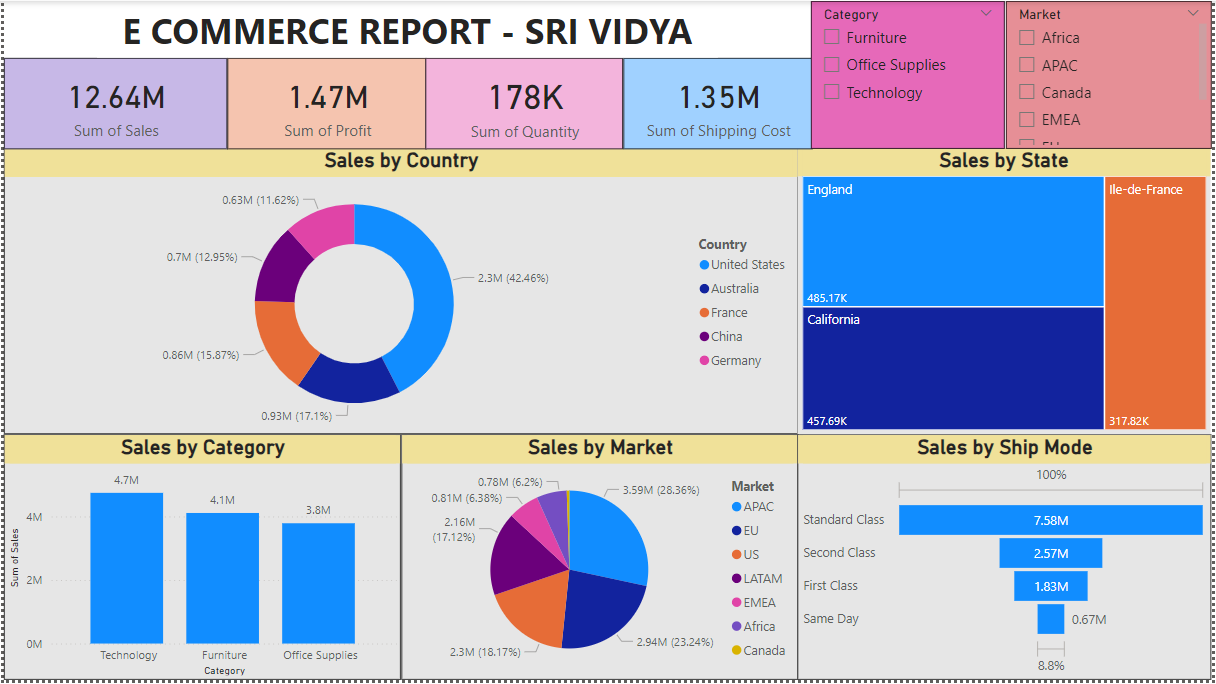 E COMMERCE REPORT - SRI VIDYA
12.64M
Sum of Sales
1.47M
Sum of Profit
178K
Sum of Quantity
1.35M
Sum of Shipping Cost
Category
Furniture
Office Supplies
Technology
Market
Africa
APAC
Canada
EMEA
Sales by Country
0.63M (11.62%)
0.7M (12.95%)
2.3M (42.46%)
0.86M (15.87%)
0.93M (17.1%)
Country
United States
Australia
France
China
Germany
Sales by State
England
485.17K
California
457.69K
Ile-de-France
317.82K
Sales by Category
Sum of Sales
4M
2M
0M
4.7M
4.1M
3.8M
Technology
Furniture
Office Supplies
Category
Sales by Market
0.78M (6.2%)
3.59M (28.36%)
0.81M (6.38%)
2.16M
(17.12%)
2.94M (23.24%)
2.3M (18.17%)
Market
APAC
EU
US
LATAM
EMEA
Africa
Canada
Sales by Ship Mode
100%
Standard Class
7.58M
Second Class
2.57M
First Class
1.83M
Same Day
0.67M
8.8%